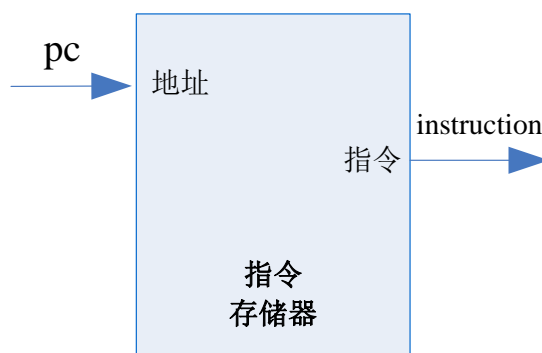 pc
地址
instruction
指令
指令
存储器